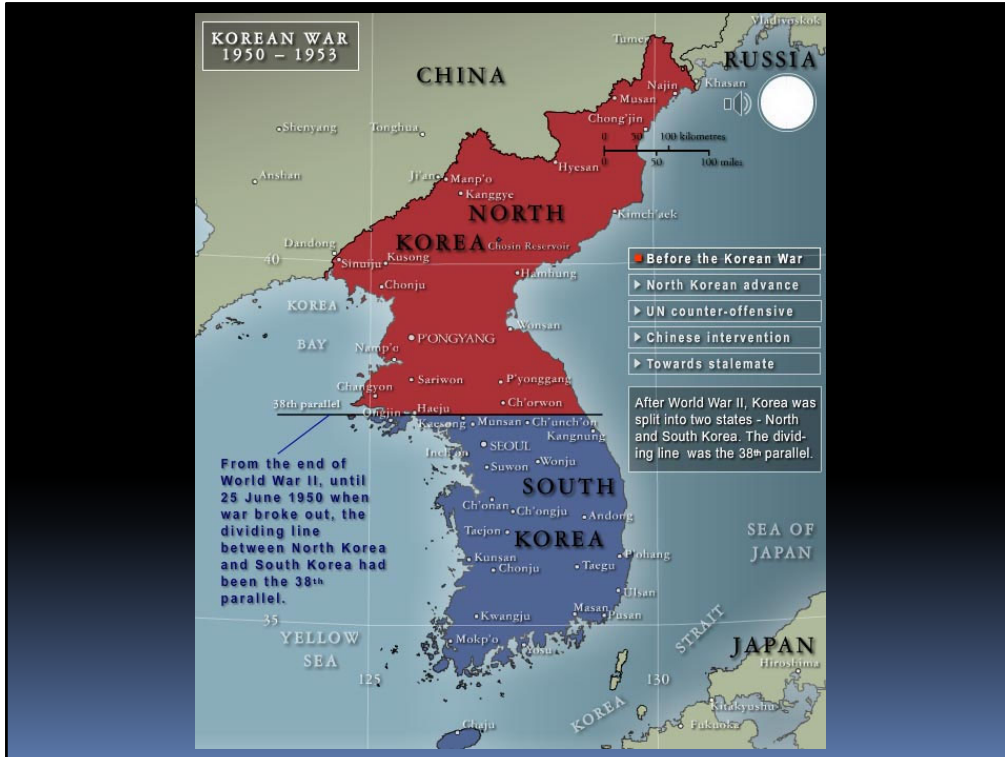 KOREAN WAR
1950 – 1953
Vladivostok
Tumen
RUSSIA
CHINA
Najin
Khasan
Musan
Chong'jin
Shenyang
Tonghua
0 50 100 kilometres
0 50 100 miles
Hyesan
Anshan
Ji'an
Manp'o
Kanggye
NORTH
KOREA
Kimch'aek
Chosin Reservoir
Dandong
40
Sinuiju
Kusong
Hamhung
Chonju
KOREA
BAY
Wonsan
P'ONGYANG
Namp'o
Sariwon
P'yonggang
Changyon
Ch'orwon
38th parallel
Ongjin
Haeju
Kaesong
Munsan
Ch'unch'on
Kangnung
SEOUL
Inch'on
Suwon
Wonju
SOUTH
KOREA
Ch'onan
Ch'ongju
Andong
Taejon
Kunsan
Chonju
P'ohang
Taegu
Ulsan
Masan
Pusan
Kwangju
35
Mokp'o
Yosu
YELLOW
SEA
125
130
Chaju
KOREA STRAIT
SEA OF
JAPAN
JAPAN
Hiroshima
Kitakyushu
Fukuoka
Before the Korean War
North Korean advance
UN counter-offensive
Chinese intervention
Towards stalemate
After World War II, Korea was
split into two states - North
and South Korea. The divid-
ing line was the 38th parallel.
From the end of
World War II, until
25 June 1950 when
war broke out, the
dividing line
between North Korea
and South Korea had
been the 38th
parallel.